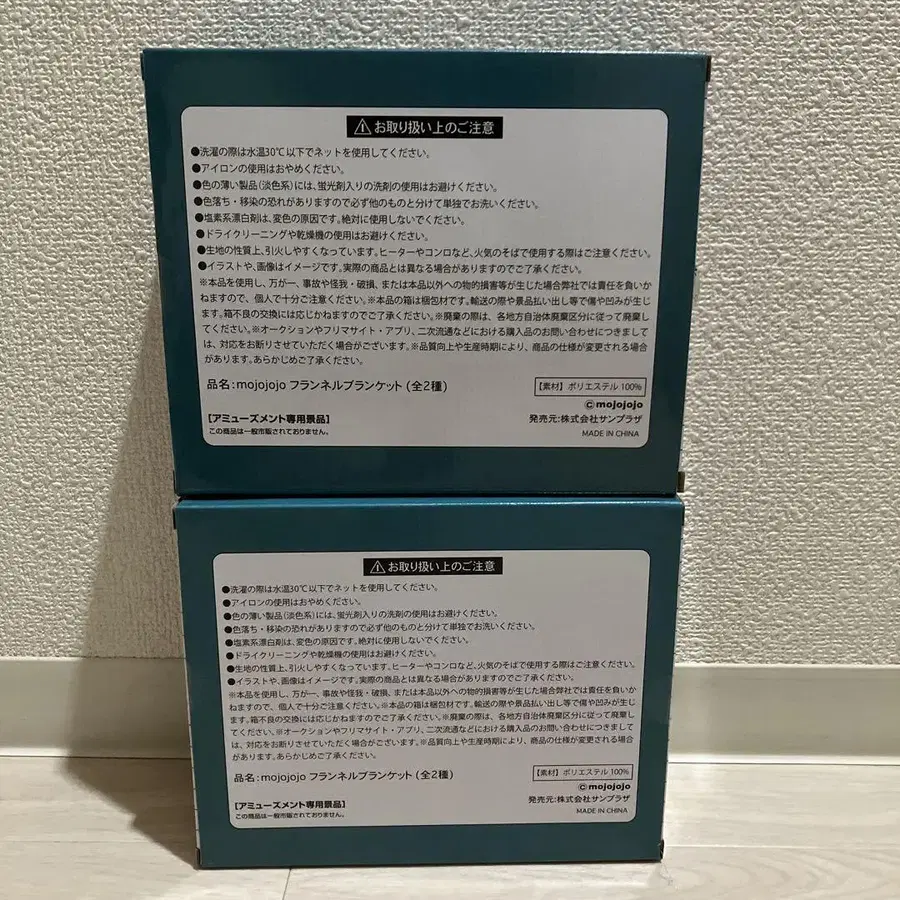 ⚠お取り扱い上のご注意
●洗濯の際は水温30℃以下でネットを使用してください。
●アイロンの使用はおやめください。
●色の薄い製品(淡色系)には、蛍光剤入りの洗剤の使用はお避けください。
●色落ち・移染の恐れがありますので必ず他のものと分けて単独でお洗いください。
●塩素系漂白剤は、変色の原因です。絶対に使用しないでください。
●ドライクリーニングや乾燥機の使用はお避けください。
●生地の性質上、引火しやすくなっています。ヒーターやコンロなど、火気のそばで使用する際はご注意ください。
●イラストや、画像はイメージです。実際の商品とは異なる場合がありますのでご了承ください。
※本品を使用し、万が一、事故や怪我・破損、または本品以外への物的損害等が生じた場合弊社では責任を負いか
ねますので、個人で十分ご注意ください。※本品の箱は梱包材です。輸送の際や景品払い出し等で傷や凹みが生じ
ます。箱不良の交換には応じかねますのでご了承ください。※廃棄の際は、各地方自治体廃棄区分に従って廃棄し
てください。※オークションやフリマサイト・アプリ、二次流通などにおける購入品のお問い合わせにつきまして
は、対応をお断りさせていただく場合がございます。※品質向上や生産時期により、商品の仕様が変更される場合
があります。あらかじめご了承ください。
品名:mojojojo フランネルブランケット (全2種)
【素材】ポリエステル 100%
©mojojojo
【アミューズメント専用景品】
発売元:株式会社サンプラザ
この商品は一般市販されておりません。
MADE IN CHINA
⚠お取り扱い上のご注意
●洗濯の際は水温30℃以下でネットを使用してください。
●アイロンの使用はおやめください。
●色の薄い製品(淡色系)には、蛍光剤入りの洗剤の使用はお避けください。
●色落ち・移染の恐れがありますので必ず他のものと分けて単独でお洗いください。
●塩素系漂白剤は、変色の原因です。絶対に使用しないでください。
●ドライクリーニングや乾燥機の使用はお避けください。
●生地の性質上、引火しやすくなっています。ヒーターやコンロなど、火気のそばで使用する際はご注意ください。
●イラストや、画像はイメージです。実際の商品とは異なる場合がありますのでご了承ください。
※本品を使用し、万が一、事故や怪我・破損、または本品以外への物的損害等が生じた場合弊社では責任を負いか
ねますので、個人で十分ご注意ください。※本品の箱は梱包材です。輸送の際や景品払い出し等で傷や凹みが生じ
ます。箱不良の交換には応じかねますのでご了承ください。※廃棄の際は、各地方自治体廃棄区分に従って廃棄し
てください。※オークションやフリマサイト・アプリ、二次流通などにおける購入品のお問い合わせにつきまして
は、対応をお断りさせていただく場合がございます。※品質向上や生産時期により、商品の仕様が変更される場合
があります。あらかじめご了承ください。
品名:mojojojo フランネルブランケット (全2種)
【素材】ポリエステル 100%
©mojojojo
【アミューズメント専用景品】
発売元:株式会社サンプラザ
この商品は一般市販されておりません。
MADE IN CHINA